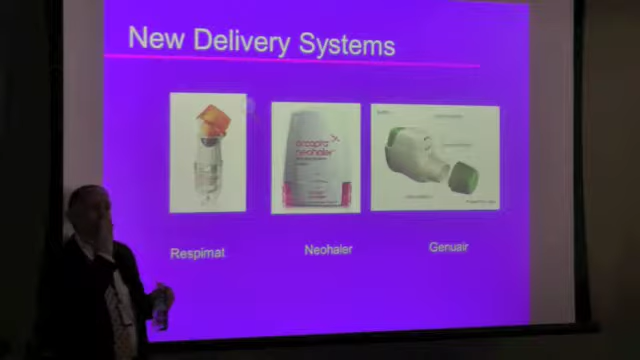 New Delivery Systems
arcapta
neohaler
Respimat
Neohaler
Genuair